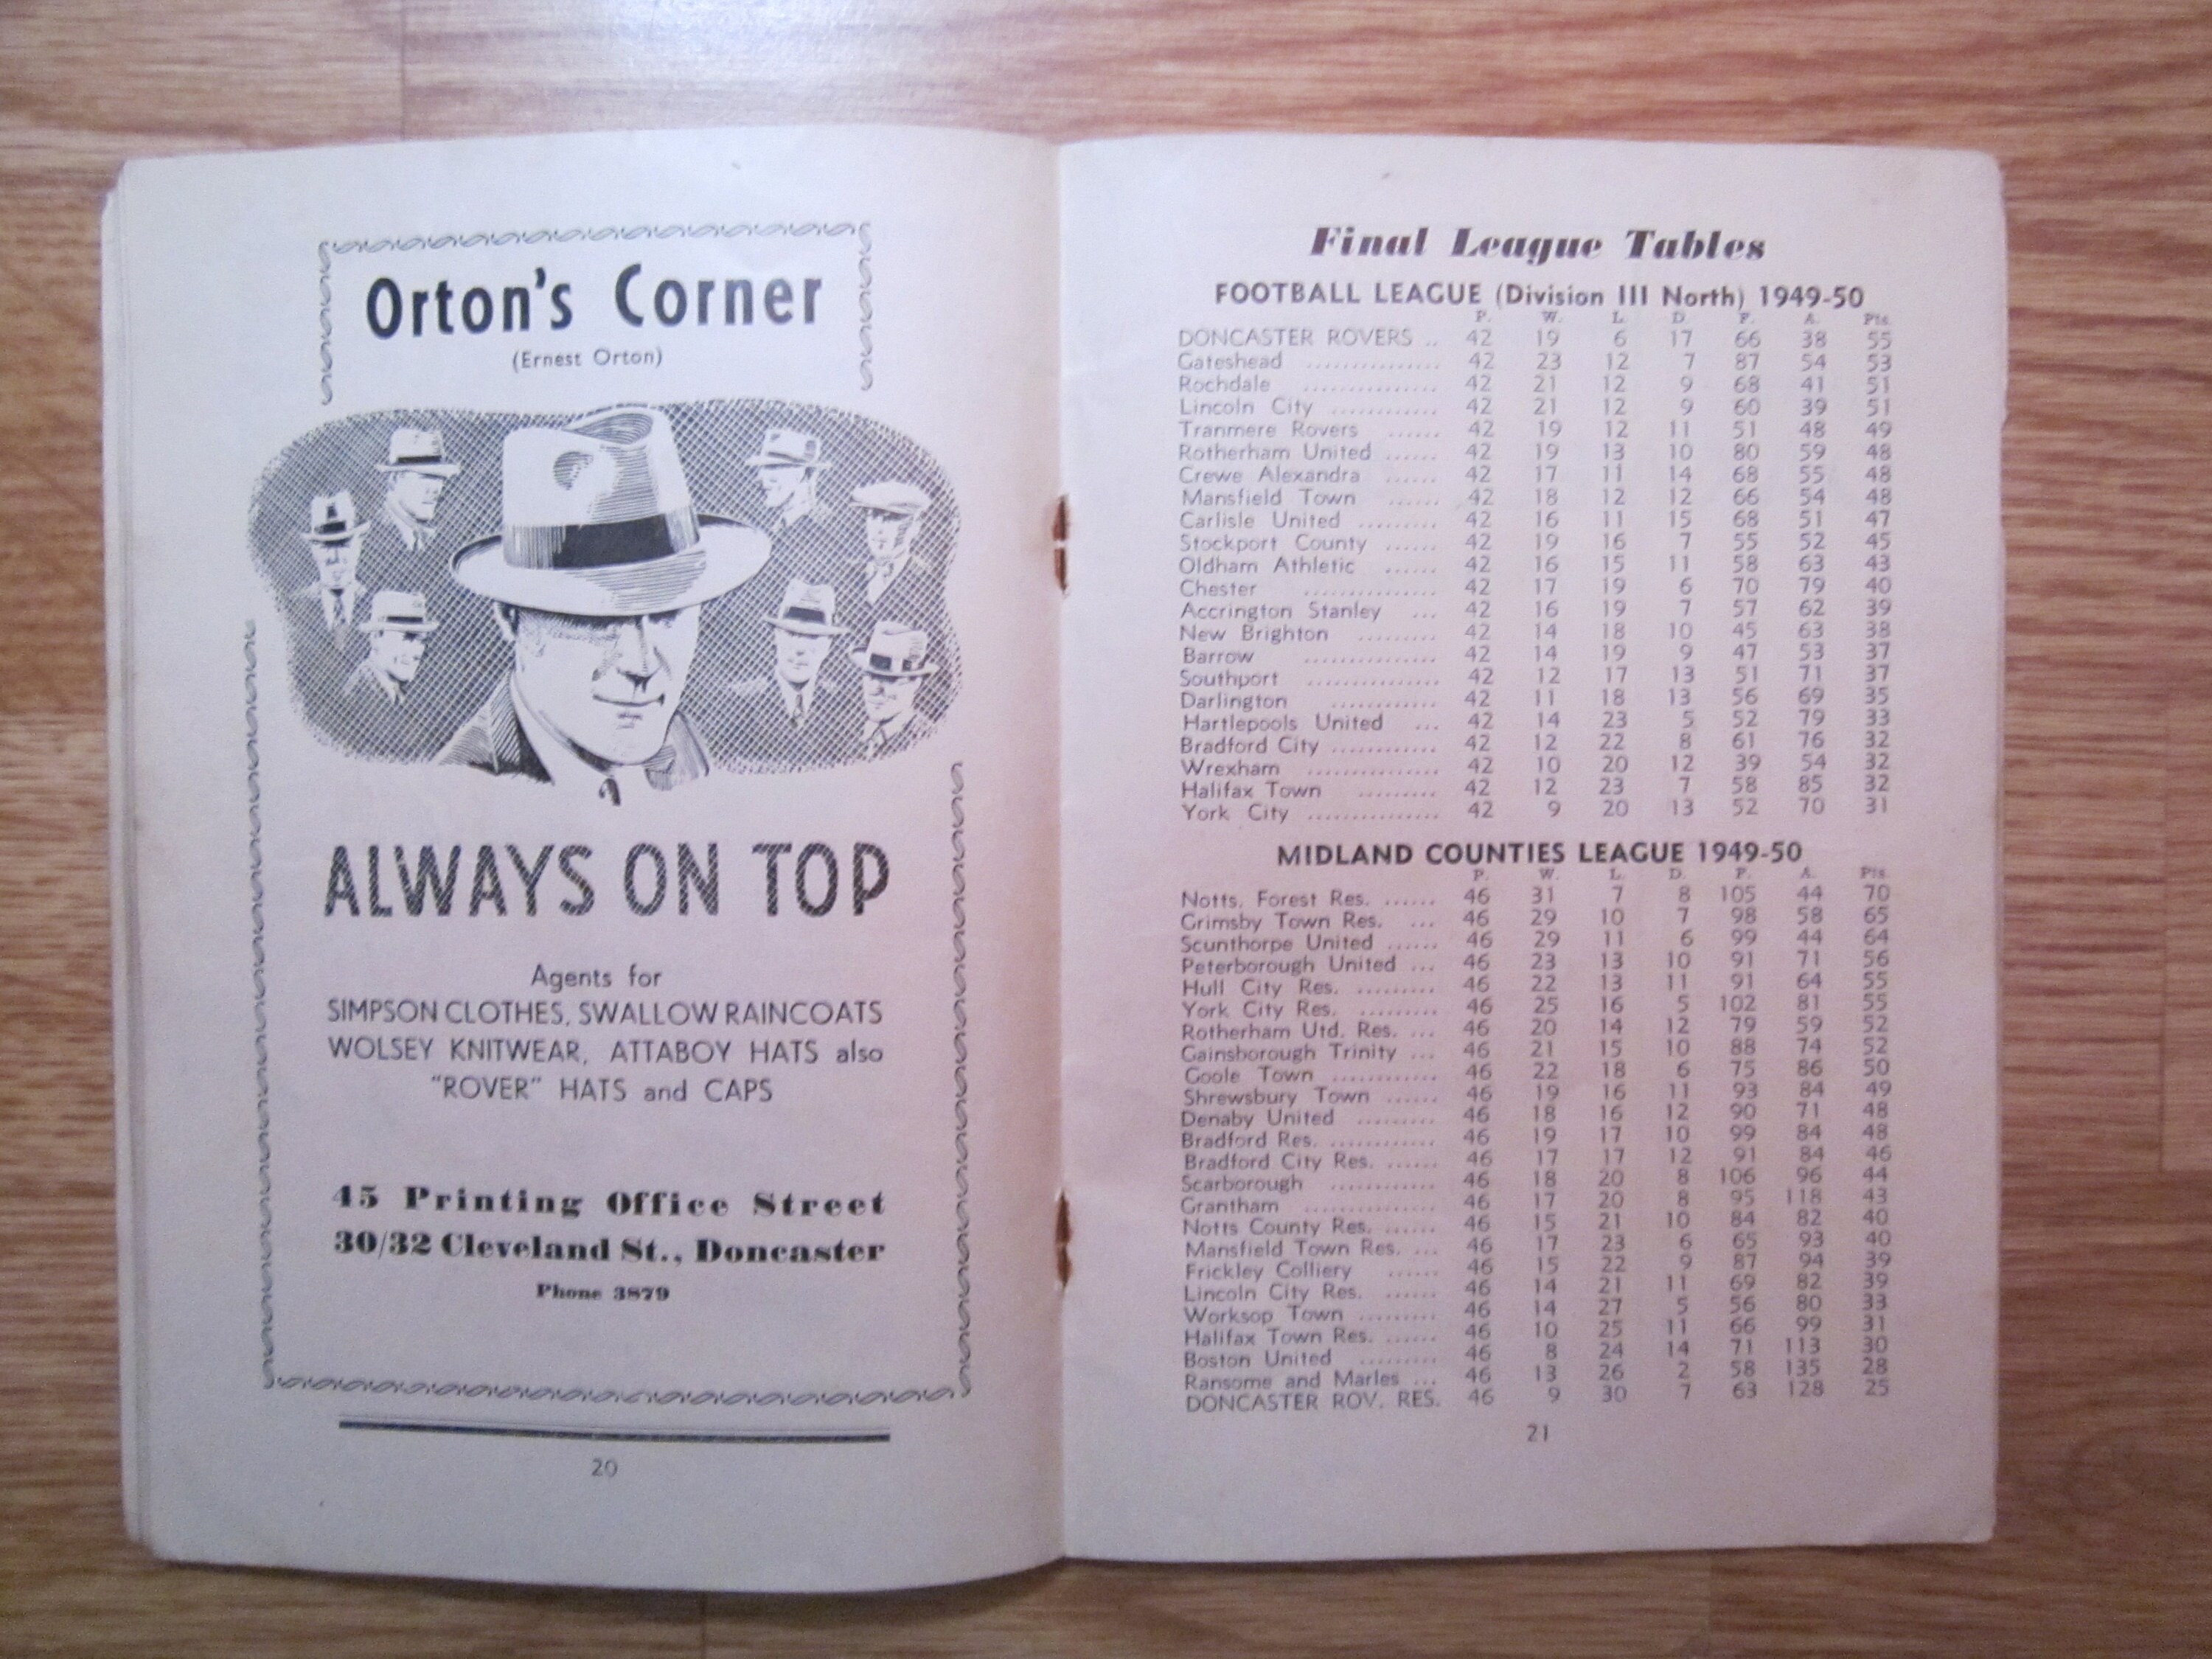 Orton's Corner
(Ernest Orton)
ALWAYS ON TOP
Agents for
SIMPSON CLOTHES, SWALLOW RAINCOATS
WOLSEY KNITWEAR, ATTABOY HATS also
"ROVER" HATS and CAPS
45 Printing Office Street
30/32 Cleveland St., Doncaster
Phone 3879
20
Final League Tables
FOOTBALL LEAGUE (Division III North) 1949-50
P. W. L. D. F. A. Pts.
DONCASTER ROVERS .. 42 19 6 17 66 38 55
Gateshead ............... 42 23 12 7 87 54 53
Rochdale ............... 42 21 12 9 68 41 51
Lincoln City ............ 42 21 12 9 60 39 51
Tranmere Rovers ...... 42 19 12 11 51 48 49
Rotherham United ...... 42 19 13 10 80 59 48
Crewe Alexandra ...... 42 17 11 14 68 55 48
Mansfield Town ...... 42 18 12 12 66 54 48
Carlisle United ......... 42 16 11 15 68 51 47
Stockport County ...... 42 19 16 7 55 52 45
Oldham Athletic ...... 42 16 15 11 58 63 43
Chester ............... 42 17 19 6 70 79 40
Accrington Stanley ... 42 16 19 7 57 62 39
New Brighton ......... 42 14 18 10 45 63 38
Barrow ............... 42 14 19 9 47 53 37
Southport ............... 42 12 17 13 51 71 37
Darlington ............ 42 11 18 13 56 69 35
Hartlepools United ... 42 14 23 5 52 79 33
Bradford City ............ 42 12 22 8 61 76 32
Wrexham ............... 42 10 20 12 39 54 32
Halifax Town ......... 42 12 23 7 58 85 32
York City ............... 42 9 20 13 52 70 31
MIDLAND COUNTIES LEAGUE 1949-50
P. W. L. D. F. A. Pts.
Notts. Forest Res. ...... 46 31 7 8 105 44 70
Grimsby Town Res. ... 46 29 10 7 98 58 65
Scunthorpe United ...... 46 29 11 6 99 44 64
Peterborough United ... 46 23 13 10 91 71 56
Hull City Res. ......... 46 22 13 11 91 64 55
York City Res. ......... 46 25 16 5 102 81 55
Rotherham Utd. Res. ... 46 20 14 12 79 59 52
Gainsborough Trinity ... 46 21 15 10 88 74 52
Goole Town ............ 46 22 18 6 75 86 50
Shrewsbury Town ...... 46 19 16 11 93 84 49
Denaby United ......... 46 18 16 12 90 71 48
Bradford Res. ............ 46 19 17 10 99 84 48
Bradford City Res. ...... 46 17 17 12 91 84 46
Scarborough ............ 46 18 20 8 106 96 44
Grantham ............... 46 17 20 8 95 118 43
Notts County Res. ...... 46 15 21 10 84 82 40
Mansfield Town Res. ... 46 17 23 6 65 93 40
Frickley Colliery ...... 46 15 22 9 87 94 39
Lincoln City Res. ...... 46 14 21 11 69 82 39
Worksop Town ......... 46 14 27 5 56 80 33
Halifax Town Res. ...... 46 10 25 11 66 99 31
Boston United ......... 46 8 24 14 71 113 30
Ransome and Marles ... 46 13 26 2 58 135 28
DONCASTER ROV. RES. 46 9 30 7 63 128 25
21